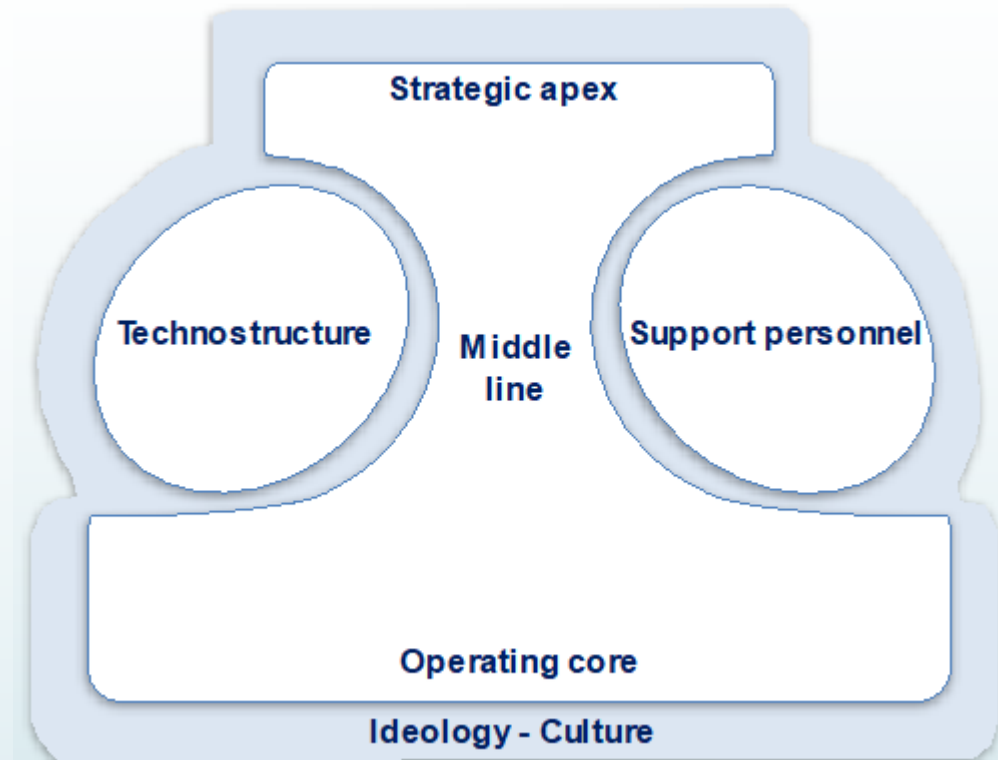 Strategic apex
Technostructure
Middle
line
Support personnel
Operating core
Ideology - Culture